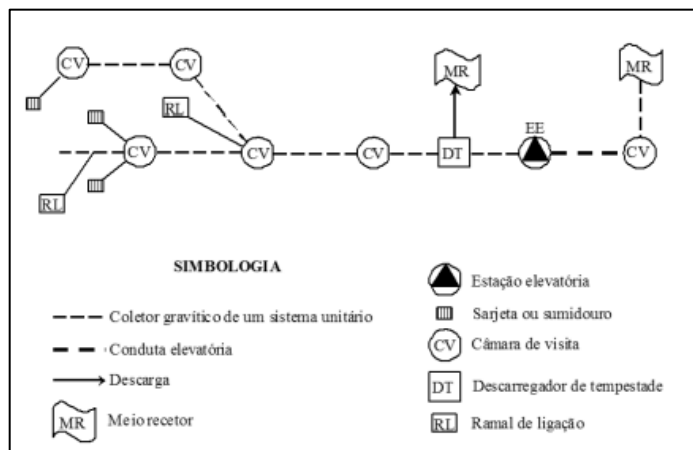 CV
CV
MR
MR
RL
EE
CV
CV
CV
DT
CV
RL
SIMBOLOGIA
Coletor gravítico de um sistema unitário
Conduta elevatória
Descarga
MR Meio recetor
Estação elevatória
Sarjeta ou sumidouro
CV Câmara de visita
DT Descarregador de tempestade
RL Ramal de ligação